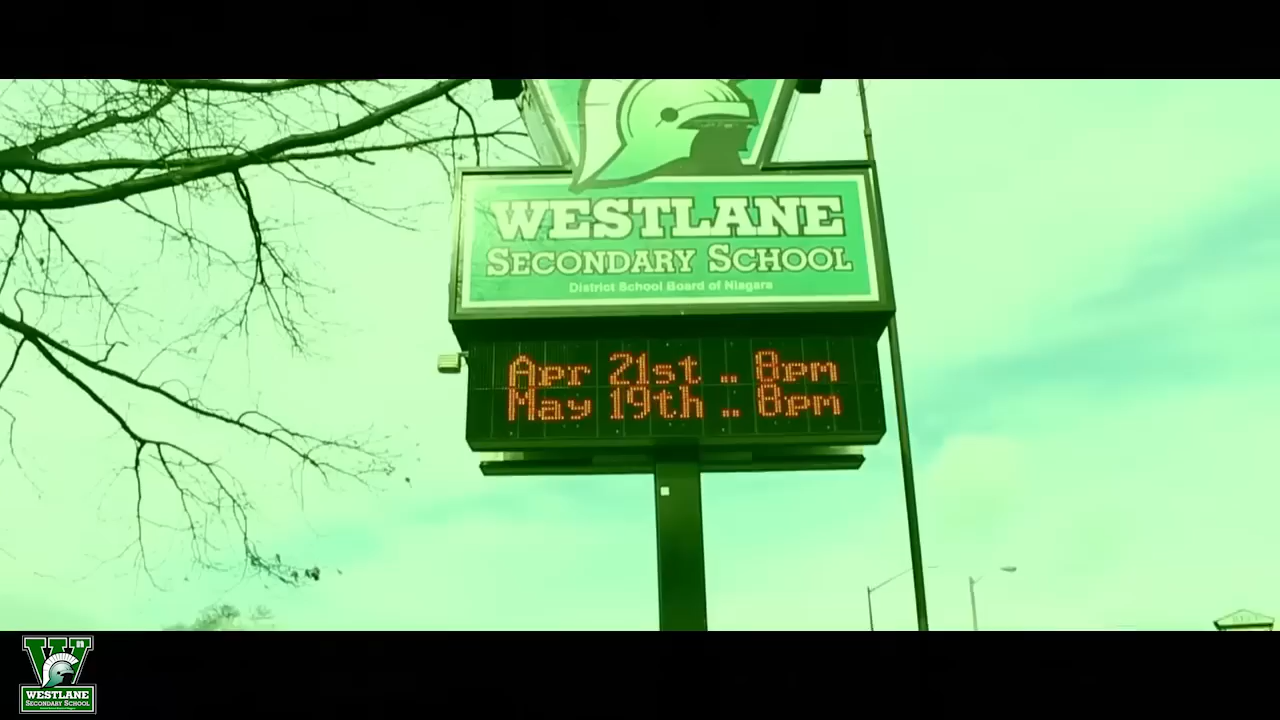 WESTLANE
SECONDARY SCHOOL
District School Board of Niagara
Apr 21st .. 8pm
May 19th .. 8pm
W
WESTLANE
SECONDARY SCHOOL